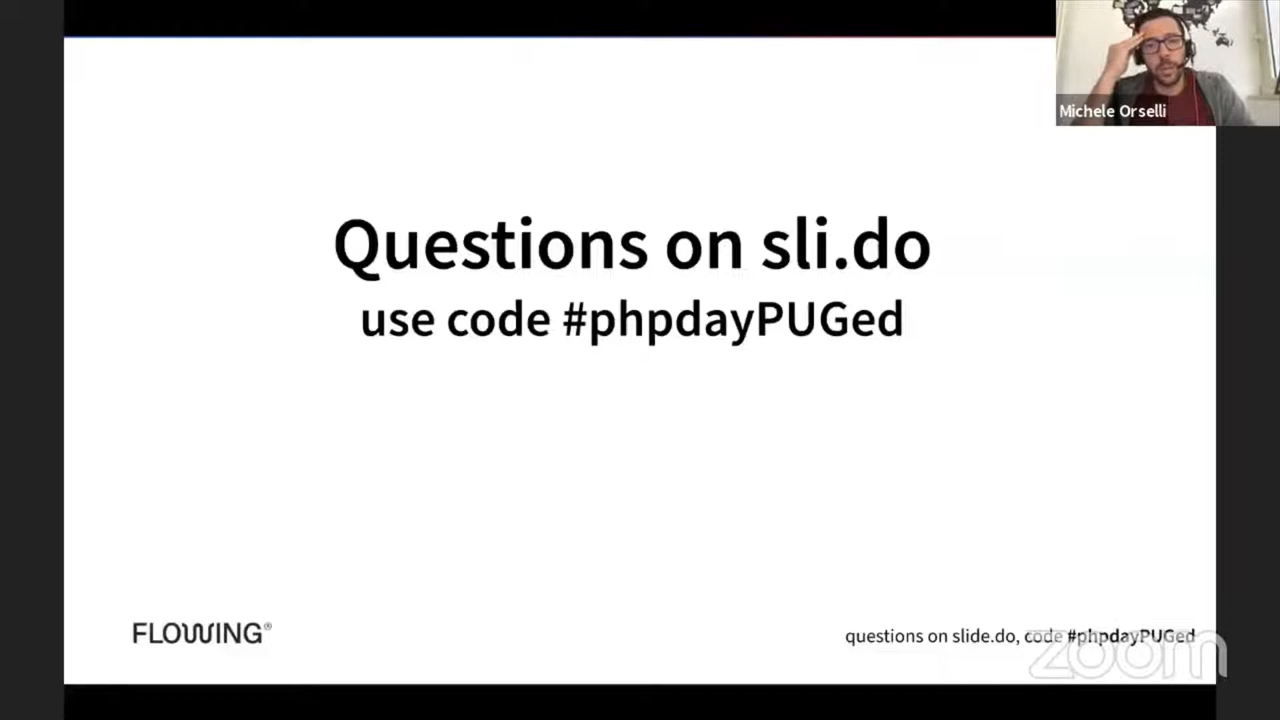 Michele Orselli
Questions on sli.do
use code #phpdayPUGed
FLOWING®
questions on slide.do, code #phpdayPUGed
zoom